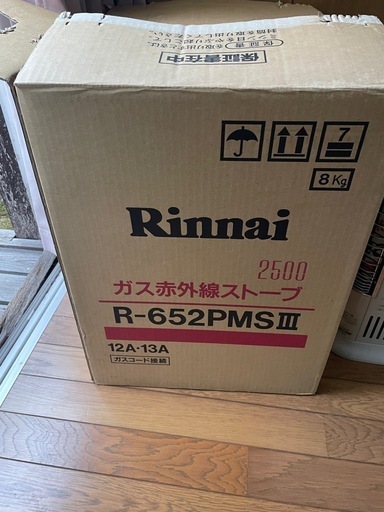 保証書在中
7
8Kg
Rinnai
2500
ガス赤外線ストーブ
R-652PMSⅢ
12A·13A
ガスコード接続